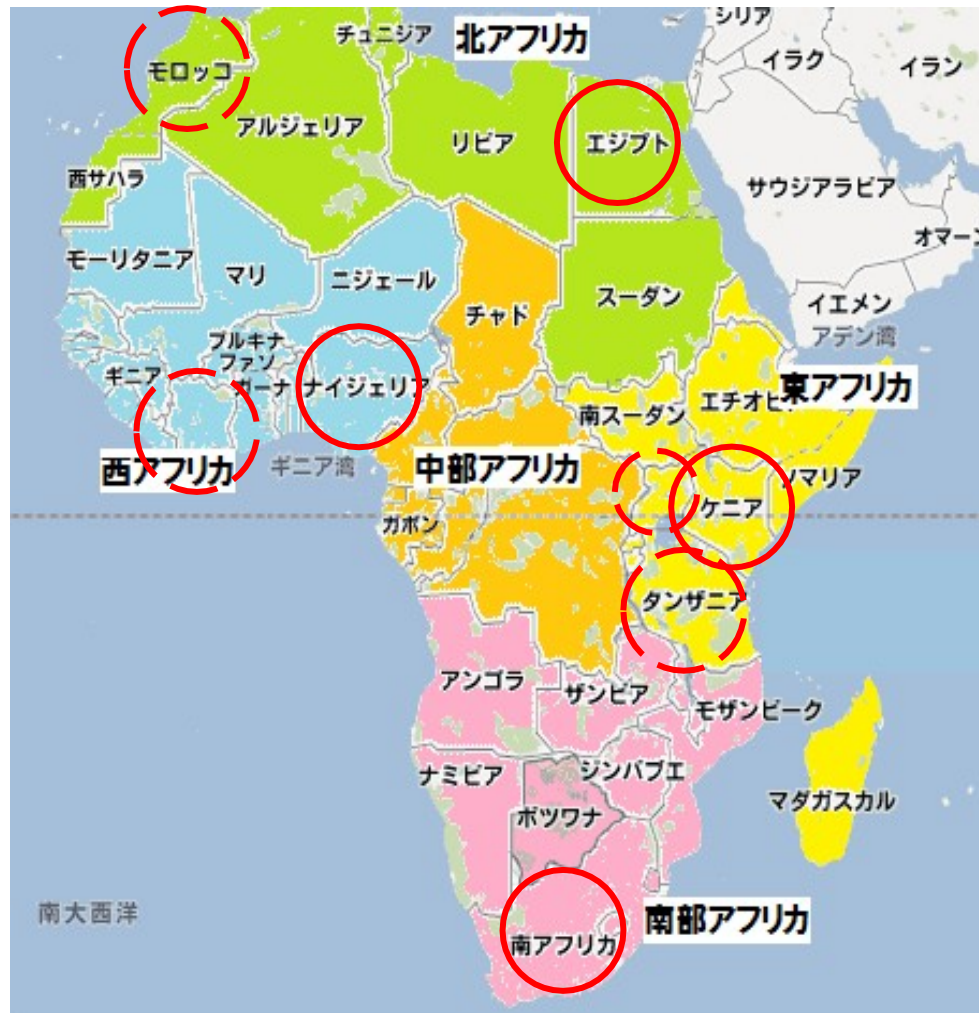 シリア
チュニジア
北アフリカ
イラク
イラン
モロッコ
アルジェリア
リビア
エジプト
西サハラ
サウジアラビア
オマーン
モーリタニア
マリ
ニジェール
チャド
スーダン
イエメン
アデン湾
ブルキナ
ファソ
ギニア
ガーナ
ナイジェリア
南スーダン
エチオピ
東アフリカ
西アフリカ
ギニア湾
中部アフリカ
ソマリア
ケニア
ガボン
タンザニア
アンゴラ
ザンビア
モザンビーク
ナミビア
ジンバブエ
ボツワナ
マダガスカル
南大西洋
南アフリカ
南部アフリカ